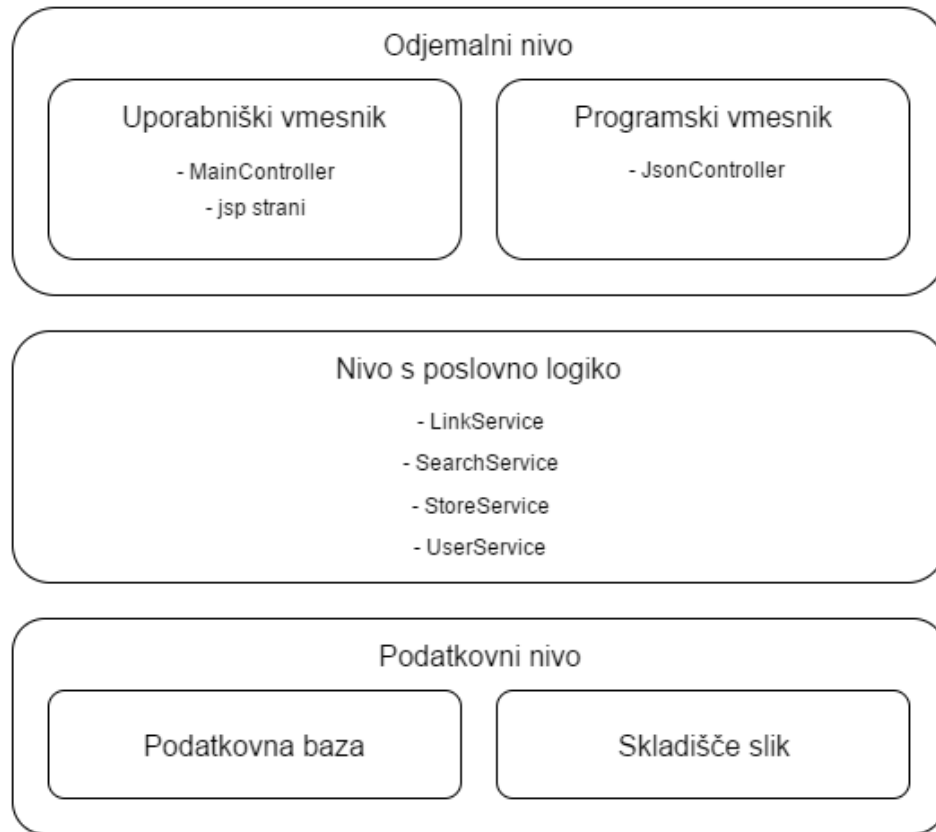 Odjemalni nivo
Uporabniški vmesnik
- MainController
- jsp strani
Programski vmesnik
- JsonController
Nivo s poslovno logiko
- LinkService
- SearchService
- StoreService
- UserService
Podatkovni nivo
Podatkovna baza
Skladišče slik